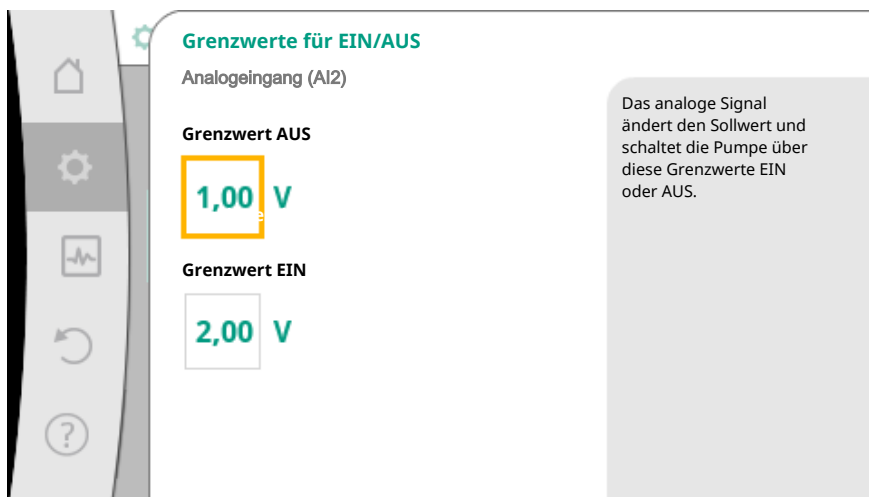 Grenzwerte für EIN/AUS
Analogeingang (AI2)
Grenzwert AUS
1,00 V
Grenzwert EIN
2,00 V
Das analoge Signal
ändert den Sollwert und
schaltet die Pumpe über
diese Grenzwerte EIN
oder AUS.
?